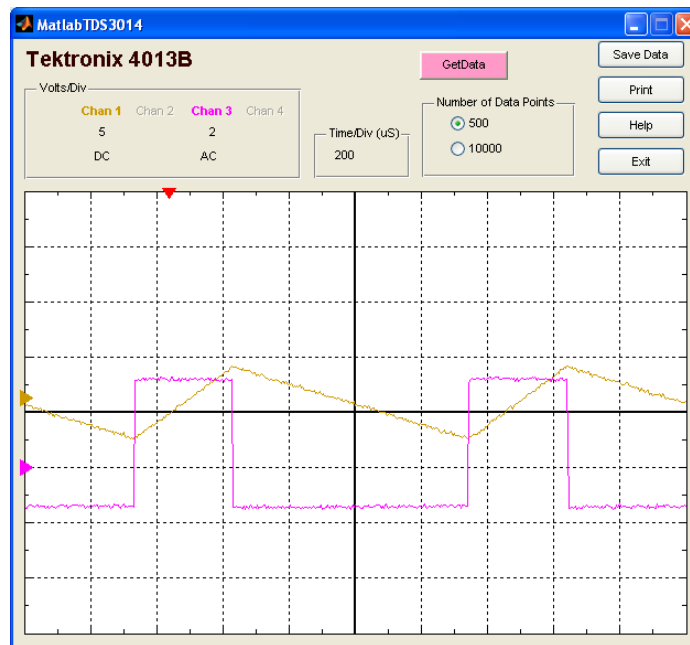 MatlabTDS3014
Tektronix 4013B
GetData
Save Data
Print
Help
Exit
Volts/Div
Chan 1 Chan 2 Chan 3 Chan 4
5 2
DC AC
Time/Div (uS)
200
Number of Data Points
500
10000